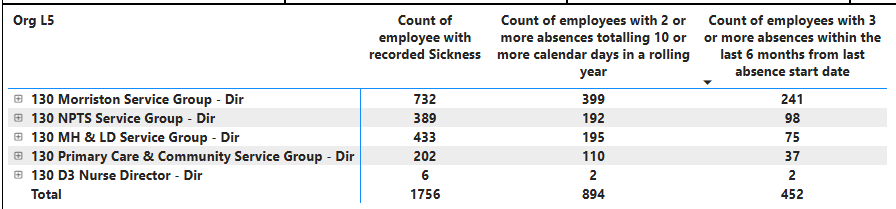 Org L5 Count of Count of employees with 2 or Count of employees with 3
employee with more absences totalling 10 or or more absences within the
recorded Sickness more calendar days in a rolling last 6 months from last
year absence start date
130 Morriston Service Group - Dir 732 399 241
130 NPTS Service Group - Dir 389 192 98
130 MH & LD Service Group - Dir 433 195 75
130 Primary Care & Community Service Group - Dir 202 110 37
130 D3 Nurse Director - Dir 6 2 2
Total 1756 894 452